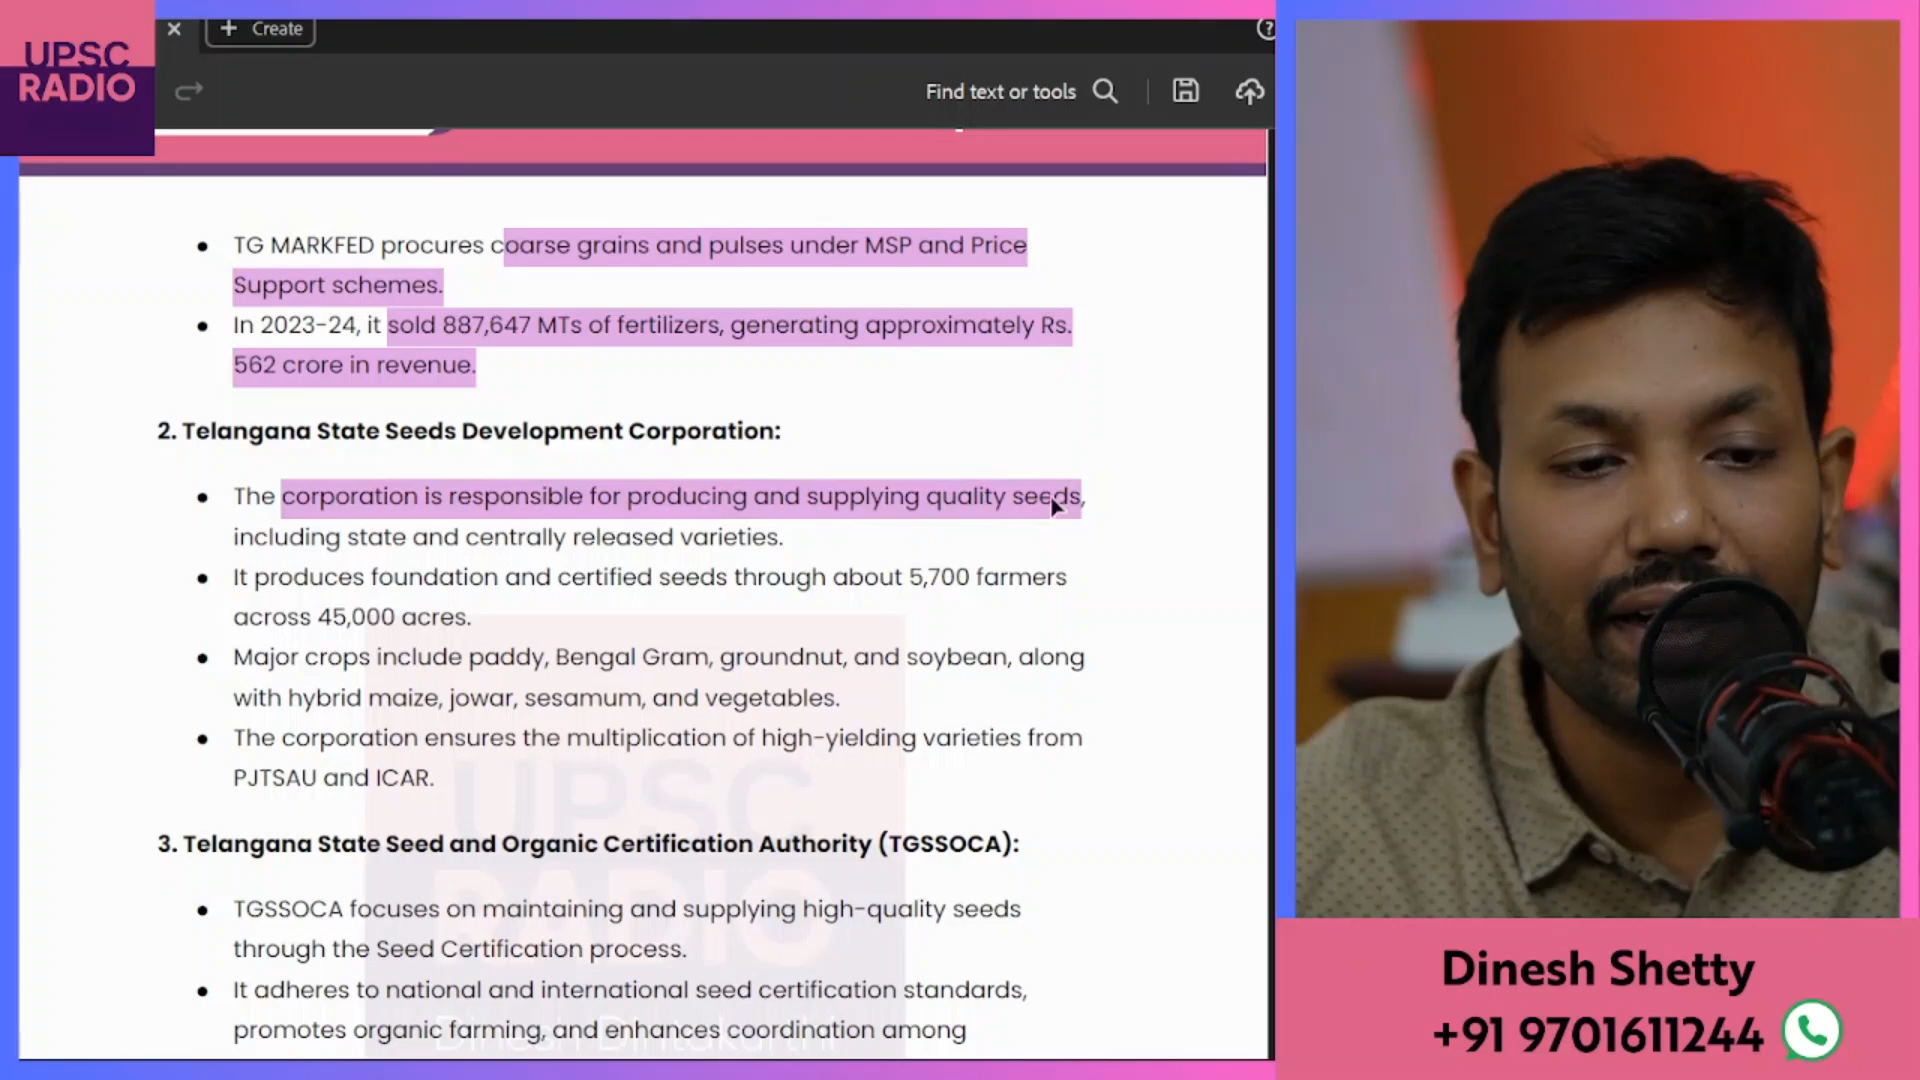 UPSC
RADIO
Create
Find text or tools
TG MARKFED procures coarse grains and pulses under MSP and Price
Support schemes.
In 2023-24, it sold 887,647 MTs of fertilizers, generating approximately Rs.
562 crore in revenue.
2. Telangana State Seeds Development Corporation:
The corporation is responsible for producing and supplying quality seeds,
including state and centrally released varieties.
It produces foundation and certified seeds through about 5,700 farmers
across 45,000 acres.
Major crops include paddy, Bengal Gram, groundnut, and soybean, along
with hybrid maize, jowar, sesamum, and vegetables.
The corporation ensures the multiplication of high-yielding varieties from
PJTSAU and ICAR.
3. Telangana State Seed and Organic Certification Authority (TGSSOCA):
TGSSOCA focuses on maintaining and supplying high-quality seeds
through the Seed Certification process.
It adheres to national and international seed certification standards,
promotes organic farming, and enhances coordination among
UPSC
RADIO
Dinesh Shetty
+91 9701611244